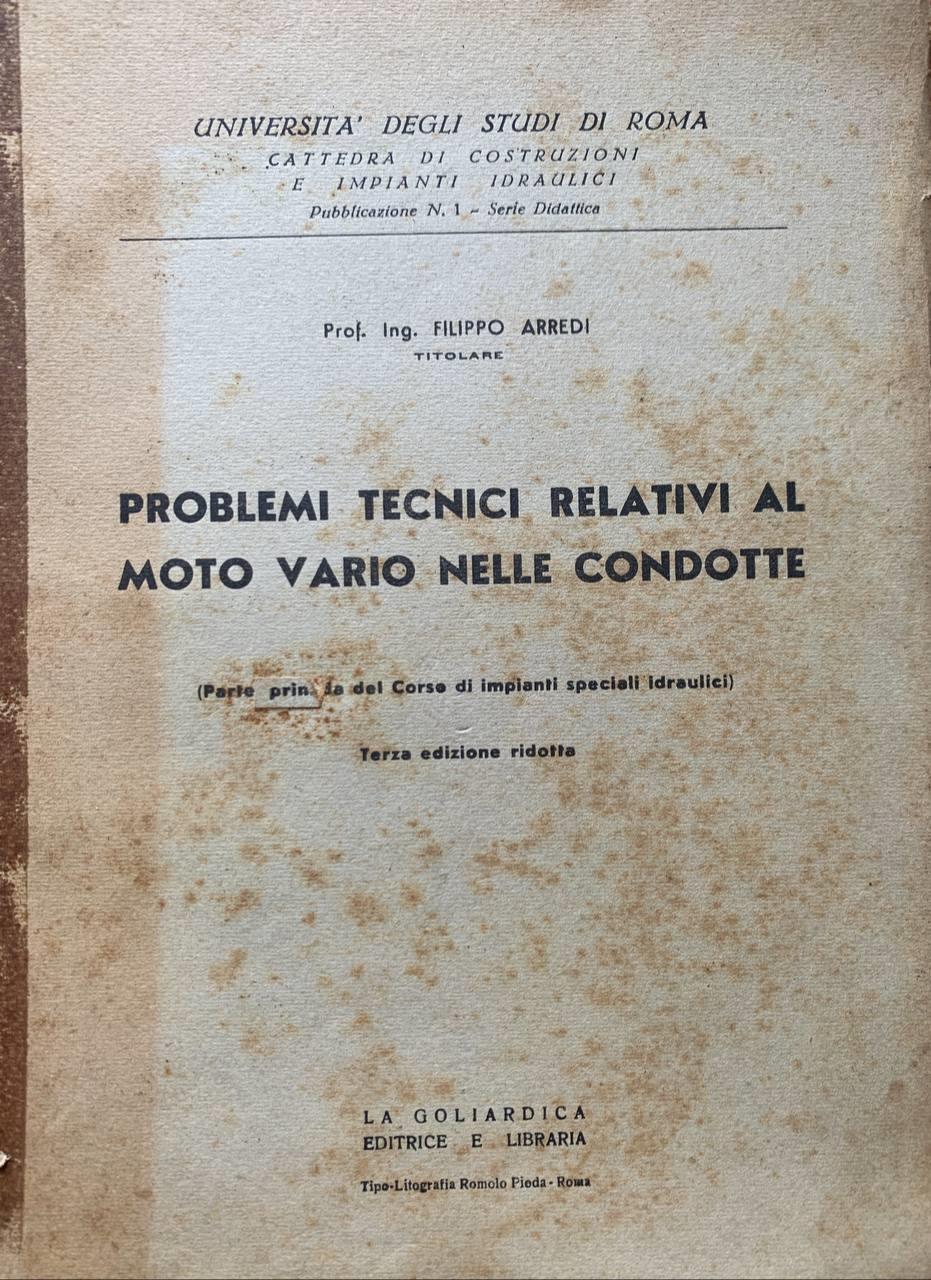 UNIVERSITA' DEGLI STUDI DI ROMA
CATTEDRA DI COSTRUZIONI
E IMPIANTI IDRAULICI
Pubblicazione N. 1 - Serie Didattica
Prof. Ing. FILIPPO ARREDI
TITOLARE
PROBLEMI TECNICI RELATIVI AL
MOTO VARIO NELLE CONDOTTE
(Parte del Corso di impianti speciali idraulici)
Terza edizione ridotta
LA GOLIARDICA
EDITRICE E LIBRARIA
Tipo-Litografia Romolo Pioda - Roma